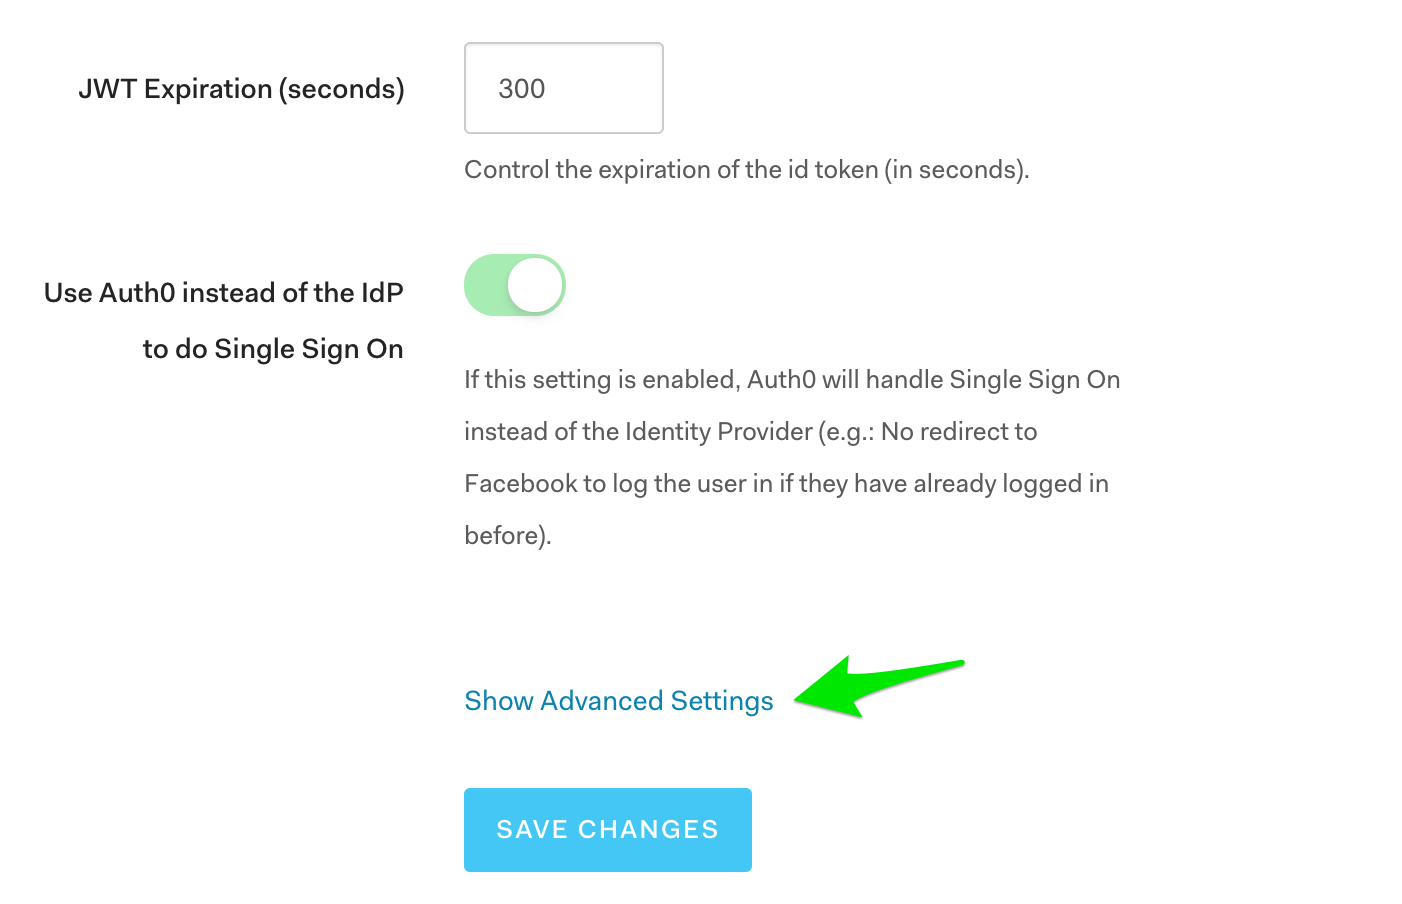 JWT Expiration (seconds)
300
Control the expiration of the id token (in seconds).
Use Auth0 instead of the IdP
to do Single Sign On
If this setting is enabled, Auth0 will handle Single Sign On
instead of the Identity Provider (e.g.: No redirect to
Facebook to log the user in if they have already logged in
before).
Show Advanced Settings
SAVE CHANGES